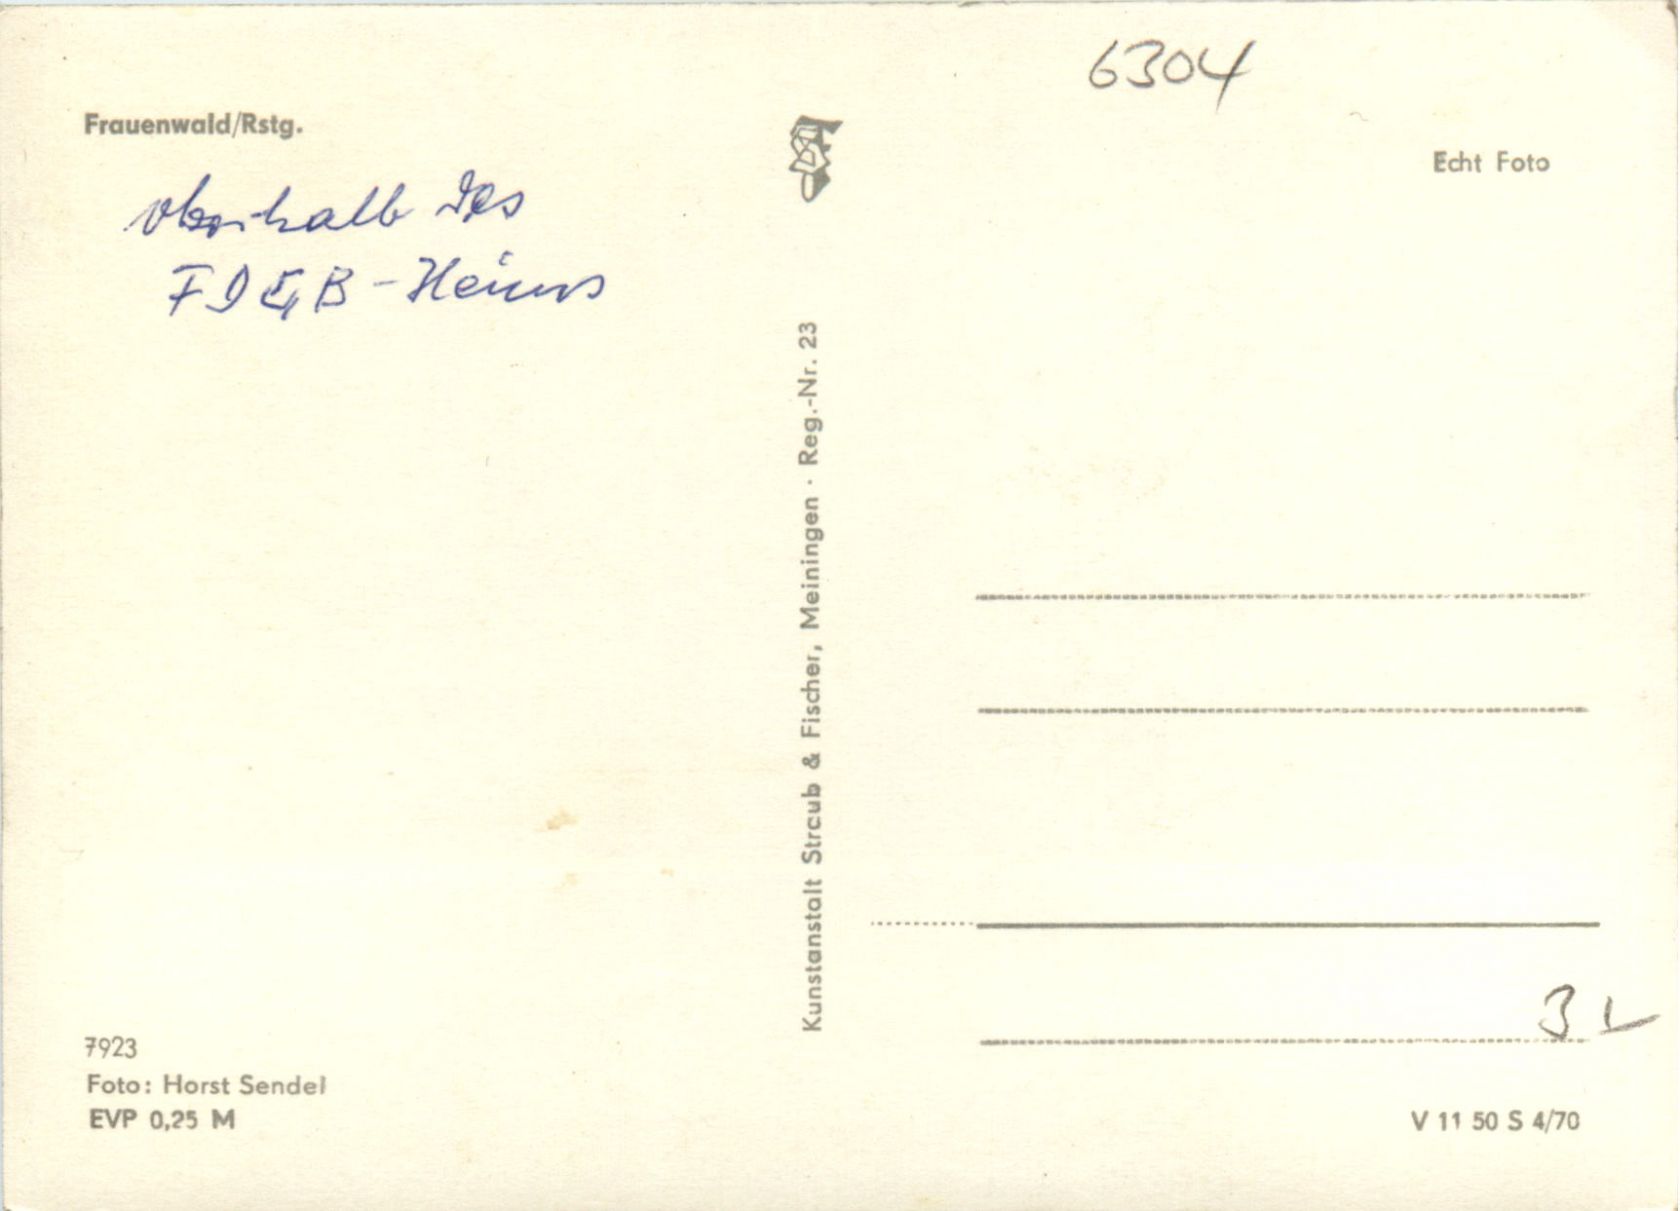 6304
Frauenwald/Rstg.
Echt Foto
oberhalb des
FDGB-Heims
Kunstanstalt Straub & Fischer, Meiningen · Reg.-Nr. 23
3
7923
Foto: Horst Sendel
EVP 0,25 M
V 11 50 S 4/70